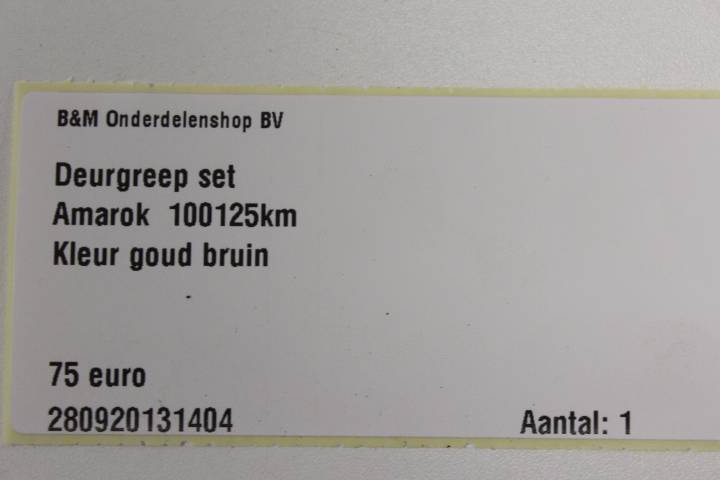 B&M Onderdelenshop BV
Deurgreep set
Amarok 100125km
Kleur goud bruin
75 euro
280920131404 Aantal: 1